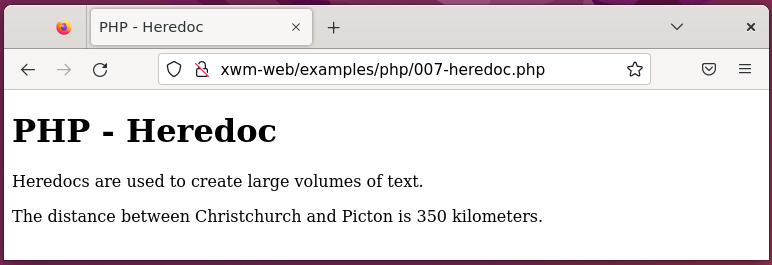 PHP - Heredoc
xwm-web/examples/php/007-heredoc.php
PHP - Heredoc
Heredocs are used to create large volumes of text.
The distance between Christchurch and Picton is 350 kilometers.